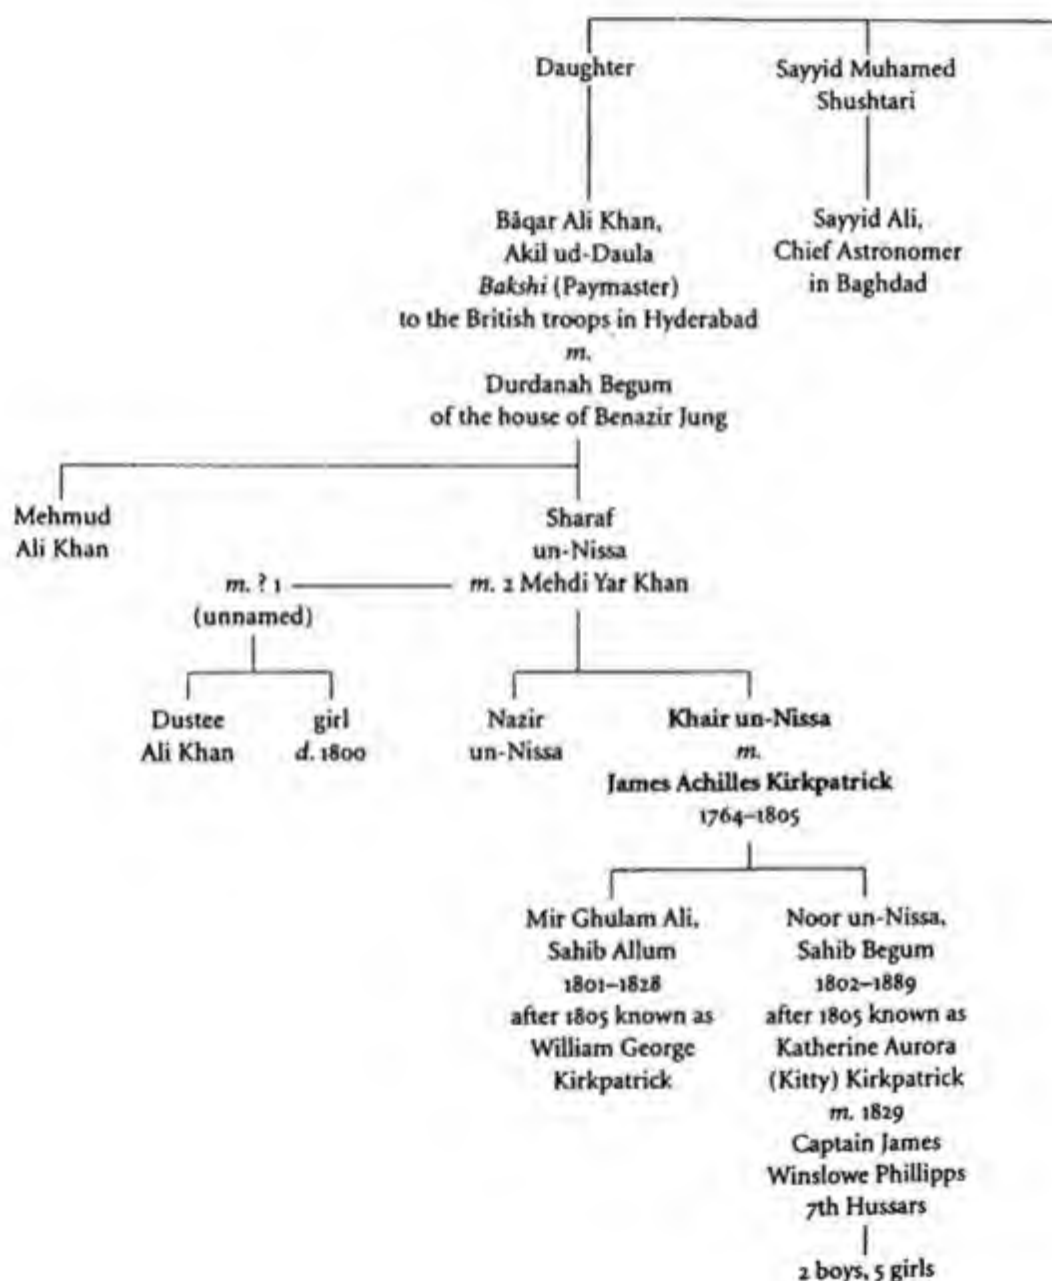 Daughter
Sayyid Muhamed
Shushtari
Bâqar Ali Khan,
Akil ud-Daula
Bakshi (Paymaster)
to the British troops in Hyderabad
m.
Durdanah Begum
of the house of Benazir Jung
Sayyid Ali,
Chief Astronomer
in Baghdad
Mehmud
Ali Khan
Sharaf
un-Nissa
m. ? 1
(unnamed)
m. 2 Mehdi Yar Khan
Dustee
Ali Khan
girl
d. 1800
Nazir
un-Nissa
Khair un-Nissa
m.
James Achilles Kirkpatrick
1764–1805
Mir Ghulam Ali,
Sahib Allum
1801–1828
after 1805 known as
William George
Kirkpatrick
Noor un-Nissa,
Sahib Begum
1802–1889
after 1805 known as
Katherine Aurora
(Kitty) Kirkpatrick
m. 1829
Captain James
Winslowe Phillipps
7th Hussars
2 boys, 5 girls